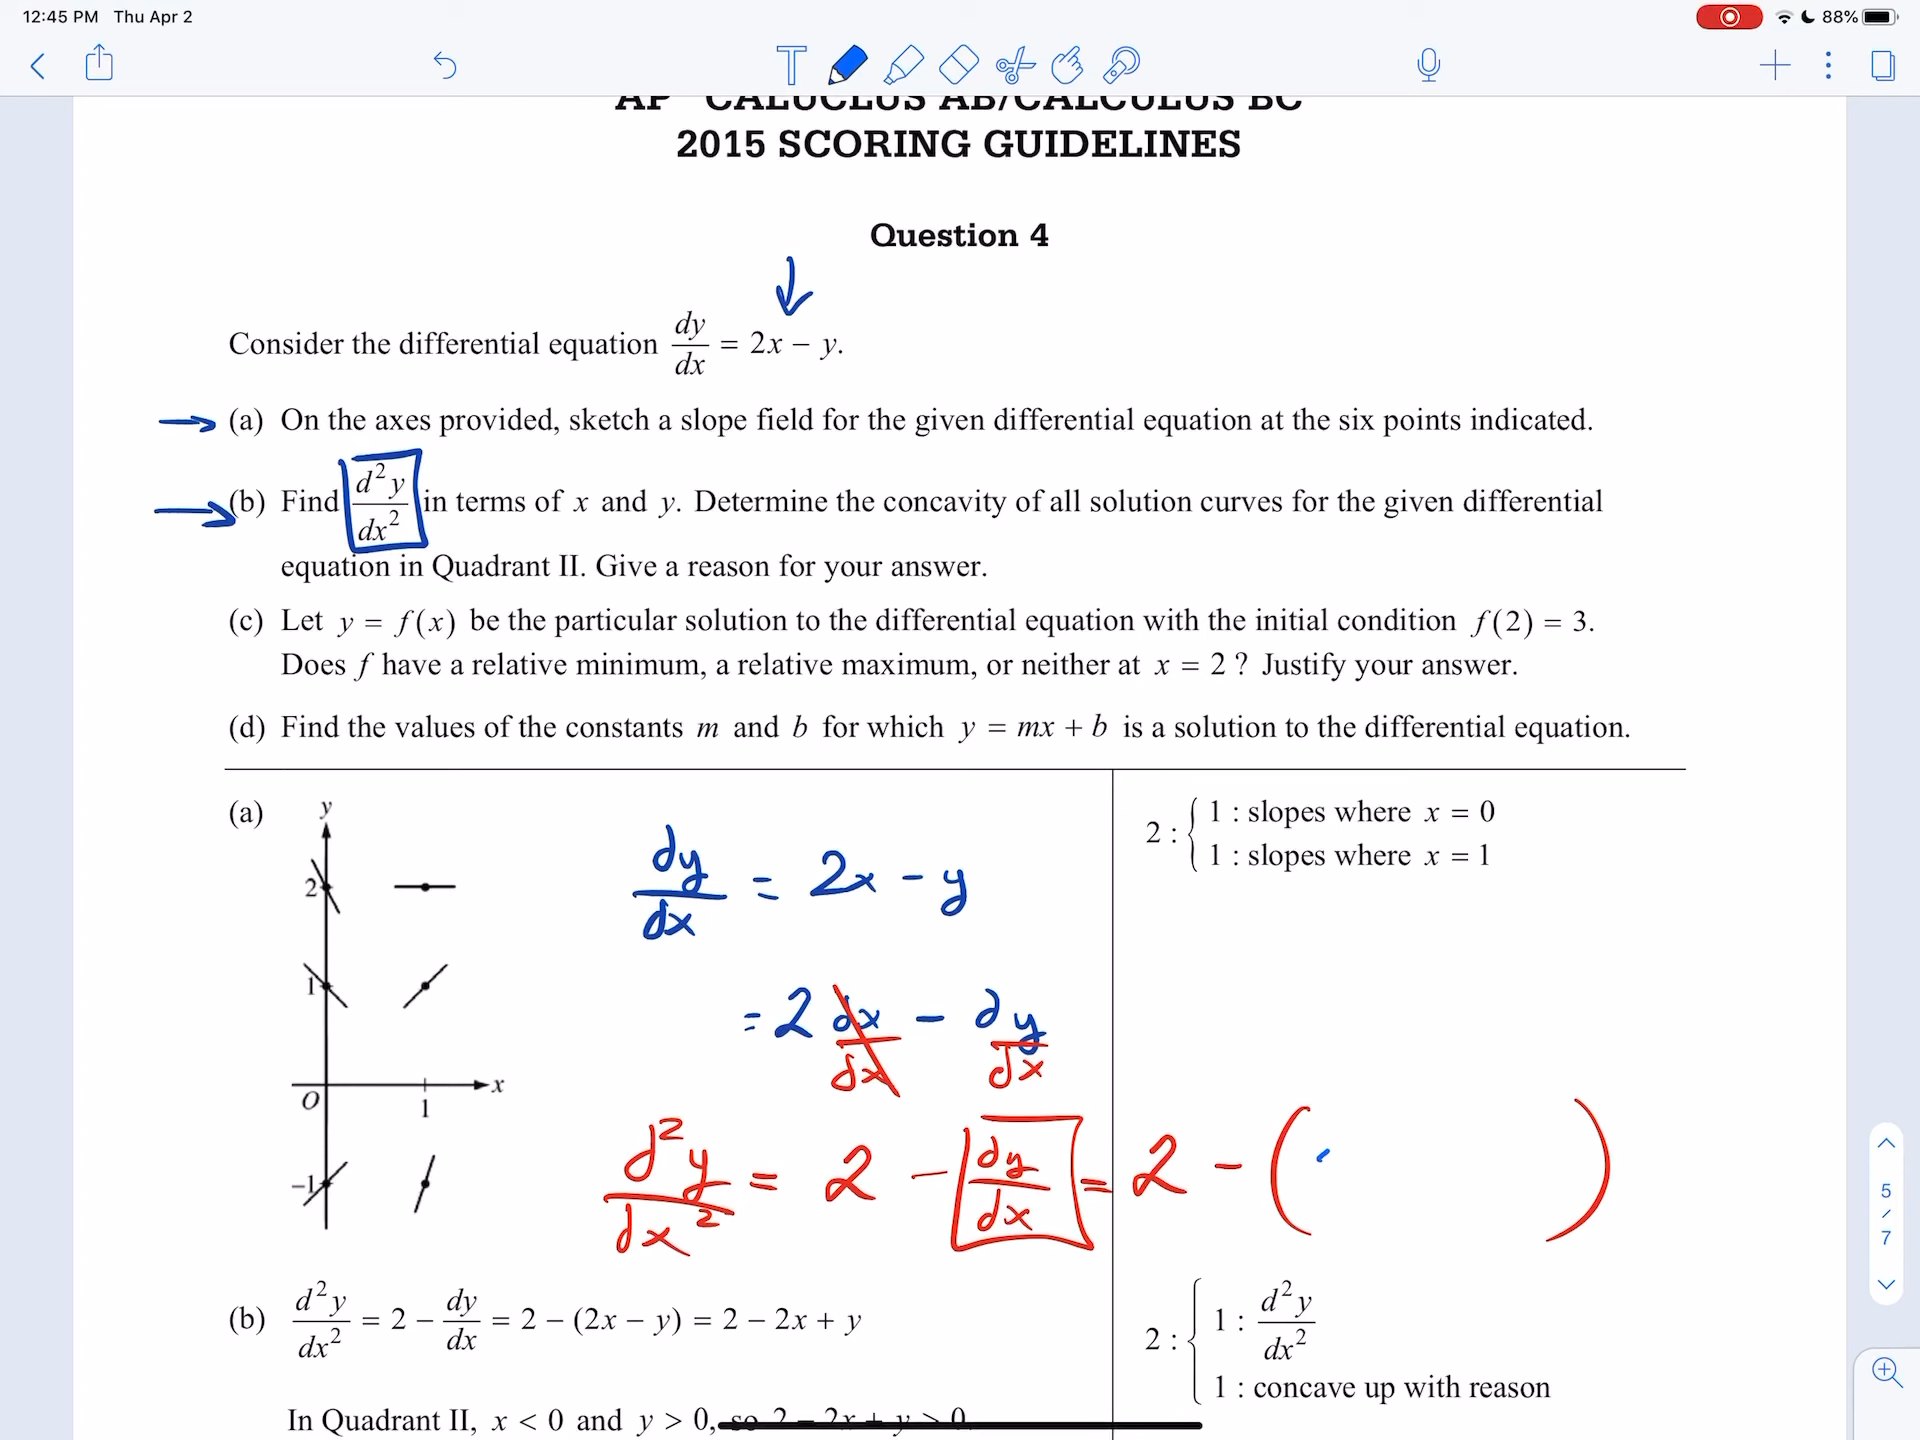 12:45 PM Thu Apr 2 88%
AP CALUCLUS AB/CALCULUS BC
2015 SCORING GUIDELINES
Question 4
Consider the differential equation dy/dx = 2x − y.
(a) On the axes provided, sketch a slope field for the given differential equation at the six points indicated.
(b) Find d²y/dx² in terms of x and y. Determine the concavity of all solution curves for the given differential
equation in Quadrant II. Give a reason for your answer.
(c) Let y = f(x) be the particular solution to the differential equation with the initial condition f(2) = 3.
Does f have a relative minimum, a relative maximum, or neither at x = 2 ? Justify your answer.
(d) Find the values of the constants m and b for which y = mx + b is a solution to the differential equation.
(a)
y
2
1
O
1
x
−1
dy/dx = 2x − y
= 2 dx/dx − dy/dx
d²y/dx² = 2 − dy/dx = 2 − ( )
2 : { 1 : slopes where x = 0
1 : slopes where x = 1
(b) d²y/dx² = 2 − dy/dx = 2 − (2x − y) = 2 − 2x + y
2 : { 1 : d²y/dx²
1 : concave up with reason
In Quadrant II, x < 0 and y > 0, so 2 − 2x + y > 0
5
/
7